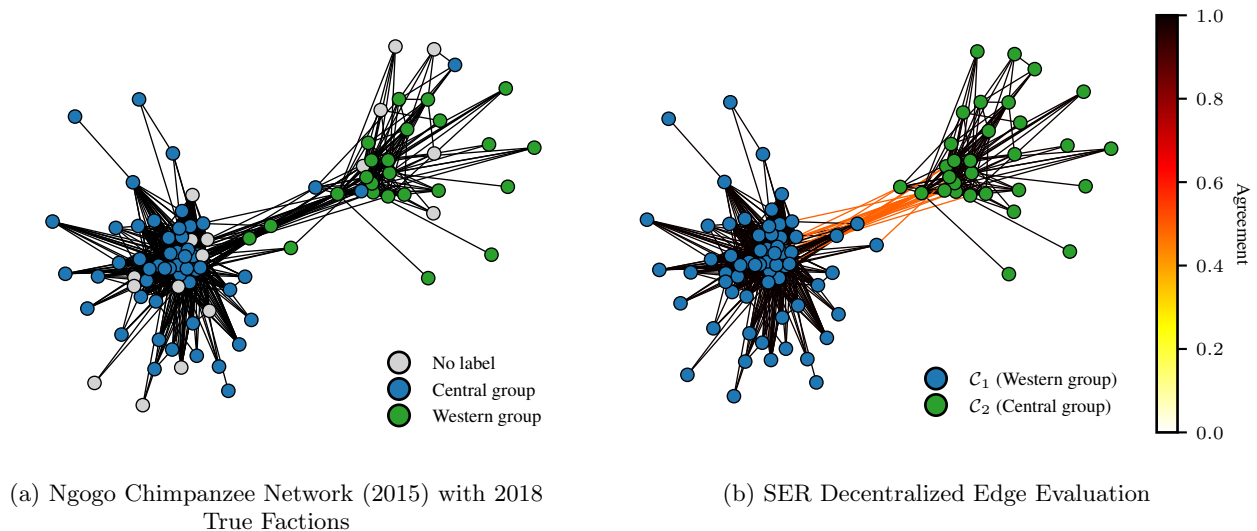 No label
Central group
Western group
(a) Ngogo Chimpanzee Network (2015) with 2018
True Factions
C₁ (Western group)
C₂ (Central group)
1.0
0.8
0.6
0.4
0.2
0.0
Agreement
(b) SER Decentralized Edge Evaluation